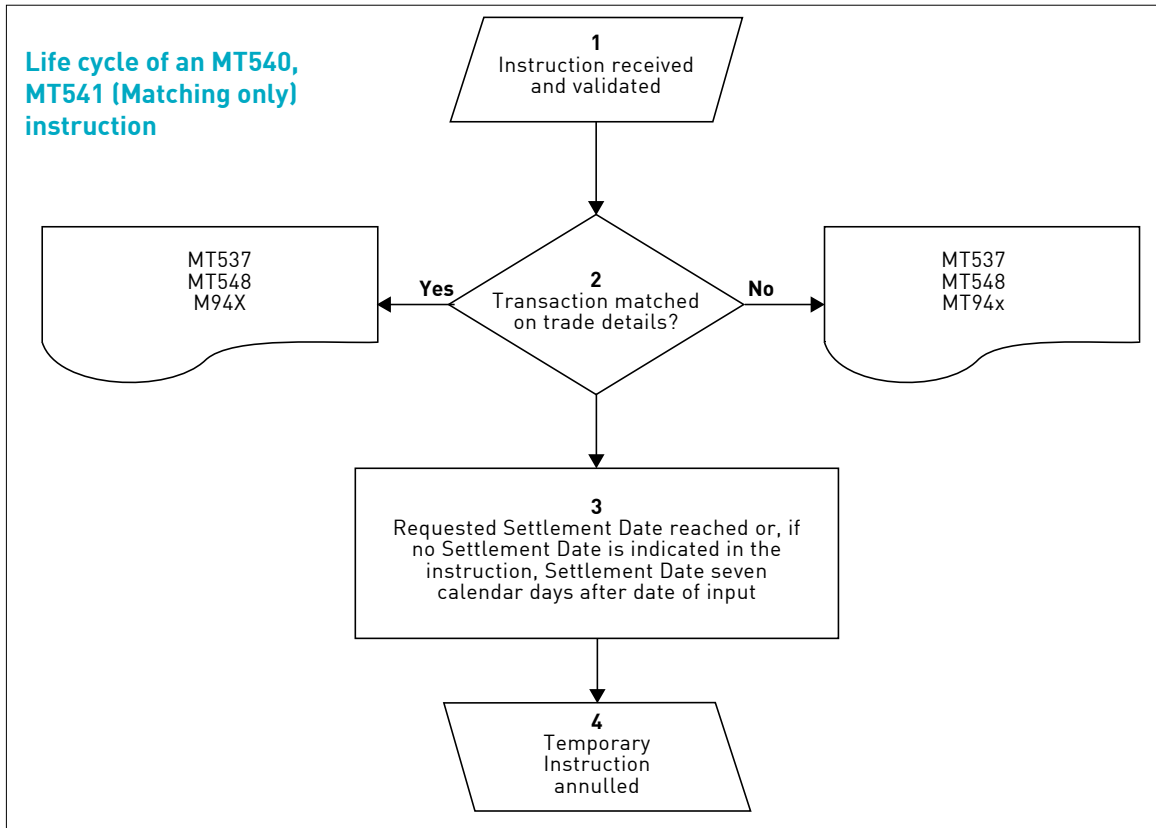 Life cycle of an MT540,
MT541 (Matching only)
instruction
1
Instruction received
and validated
MT537
MT548
M94X
Yes
2
Transaction matched
on trade details?
No
MT537
MT548
MT94x
3
Requested Settlement Date reached or, if
no Settlement Date is indicated in the
instruction, Settlement Date seven
calendar days after date of input
4
Temporary
Instruction
annulled